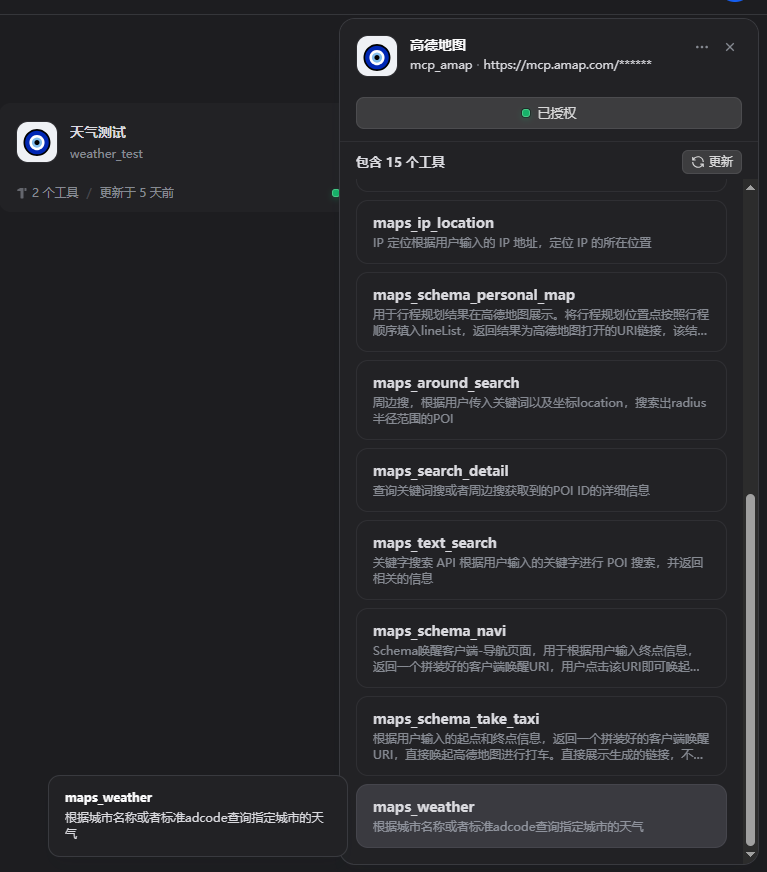 天气测试
weather_test
2 个工具 / 更新于 5 天前
高德地图
mcp_amap · https://mcp.amap.com/******
已授权
包含 15 个工具
更新
maps_ip_location
IP 定位根据用户输入的 IP 地址，定位 IP 的所在位置
maps_schema_personal_map
用于行程规划结果在高德地图展示。将行程规划位置点按照行程
顺序填入lineList，返回结果为高德地图打开的URI链接，该结...
maps_around_search
周边搜，根据用户传入关键词以及坐标location，搜索出radius
半径范围的POI
maps_search_detail
查询关键词搜或者周边搜获取到的POI ID的详细信息
maps_text_search
关键字搜索 API 根据用户输入的关键字进行 POI 搜索，并返回
相关的信息
maps_schema_navi
Schema唤醒客户端-导航页面，用于根据用户输入终点信息，
返回一个拼装好的客户端唤醒URI，用户点击该URI即可唤起...
maps_schema_take_taxi
根据用户输入的起点和终点信息，返回一个拼装好的客户端唤醒
URI，直接唤起高德地图进行打车。直接展示生成的链接，不...
maps_weather
根据城市名称或者标准adcode查询指定城市的天气
maps_weather
根据城市名称或者标准adcode查询指定城市的天
气